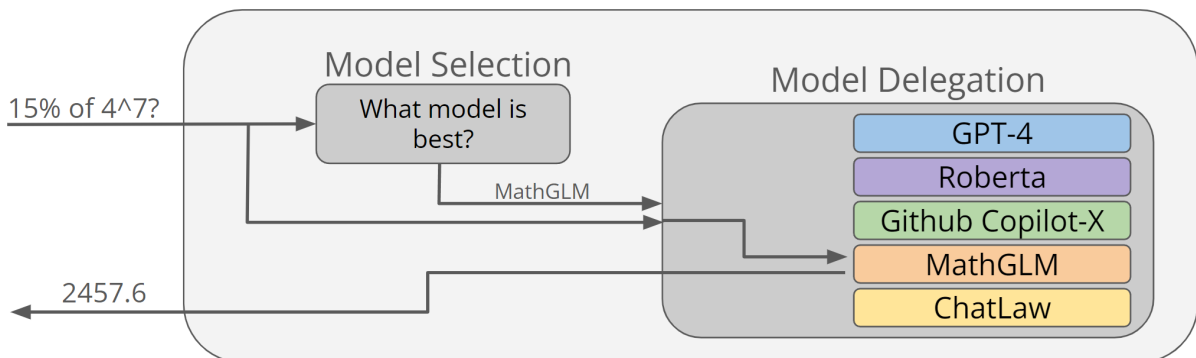 Model Selection
Model Delegation
15% of 4^7?
What model is
best?
GPT-4
Roberta
MathGLM
Github Copilot-X
MathGLM
2457.6
ChatLaw